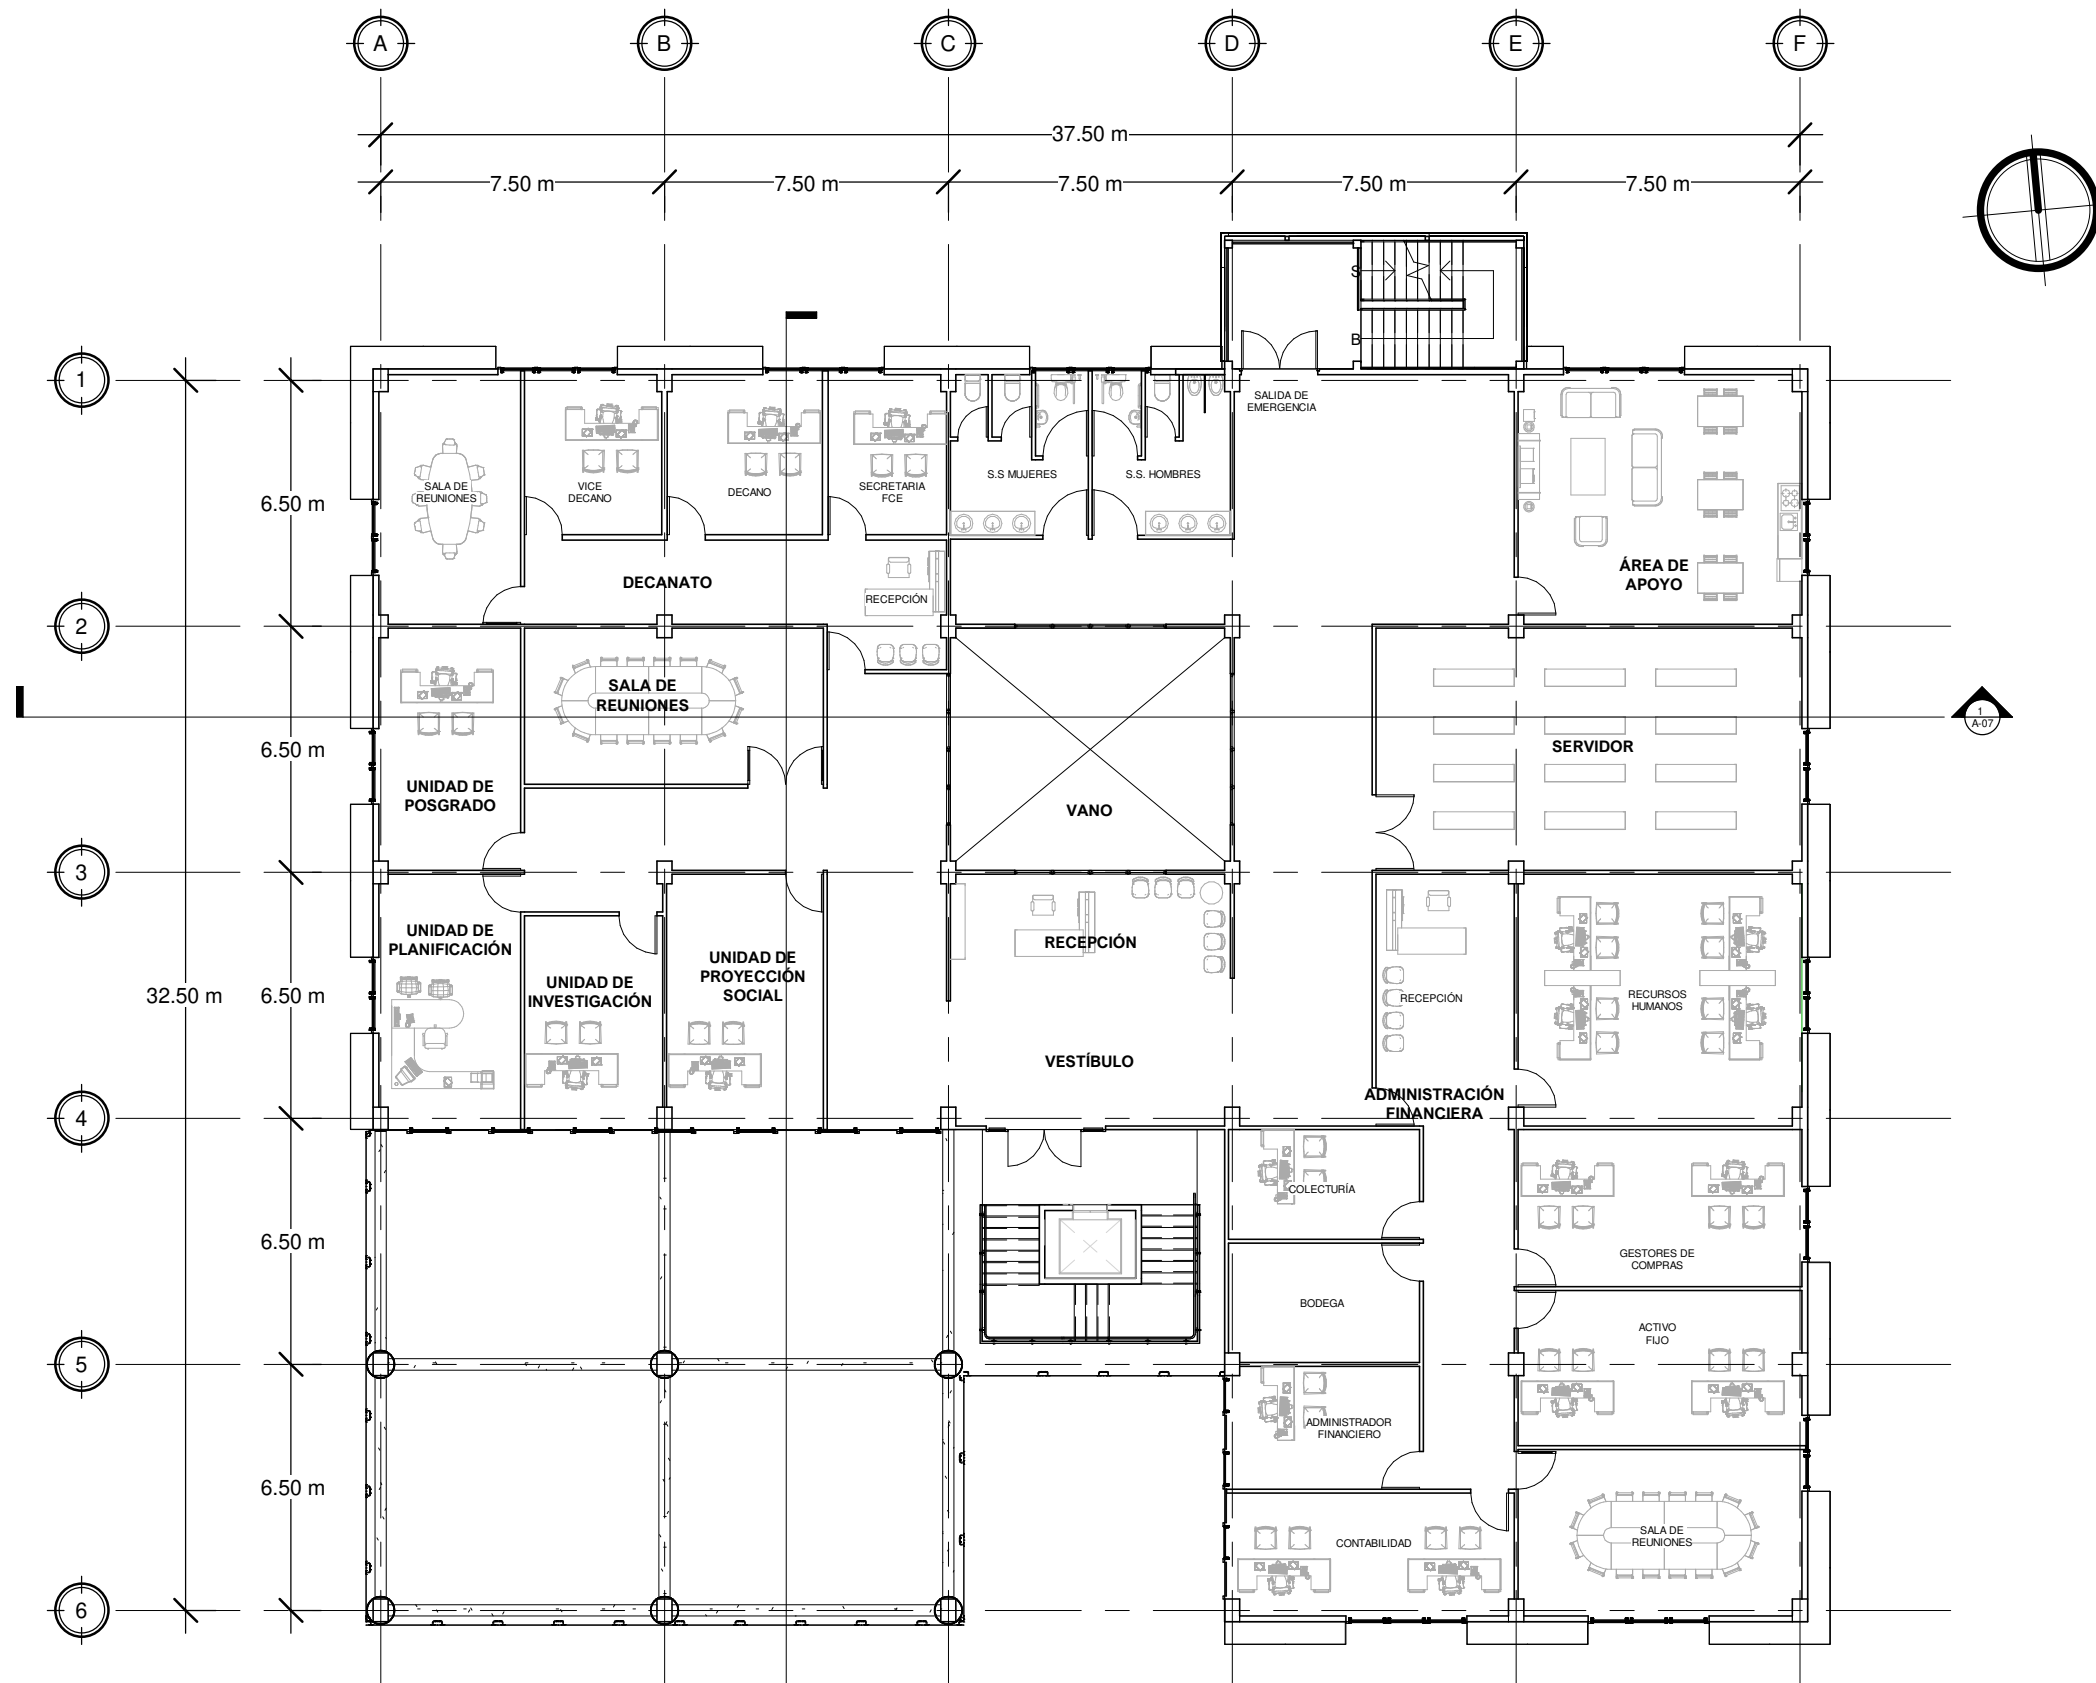 A
B
C
D
E
F
37.50 m
7.50 m
7.50 m
7.50 m
7.50 m
7.50 m
S
B
1
SALIDA DE
EMERGENCIA
SALA DE
REUNIONES
VICE
DECANO
DECANO
SECRETARIA
FCE
S.S MUJERES
S.S. HOMBRES
6.50 m
ÁREA DE
APOYO
DECANATO
RECEPCIÓN
2
SALA DE
REUNIONES
1
A-07
6.50 m
SERVIDOR
UNIDAD DE
POSGRADO
VANO
3
UNIDAD DE
PLANIFICACIÓN
RECEPCIÓN
UNIDAD DE
PROYECCIÓN
SOCIAL
UNIDAD DE
INVESTIGACIÓN
32.50 m
6.50 m
RECEPCIÓN
RECURSOS
HUMANOS
VESTÍBULO
ADMINISTRACIÓN
FINANCIERA
4
COLECTURÍA
6.50 m
GESTORES DE
COMPRAS
BODEGA
ACTIVO
FIJO
5
ADMINISTRADOR
FINANCIERO
6.50 m
CONTABILIDAD
SALA DE
REUNIONES
6